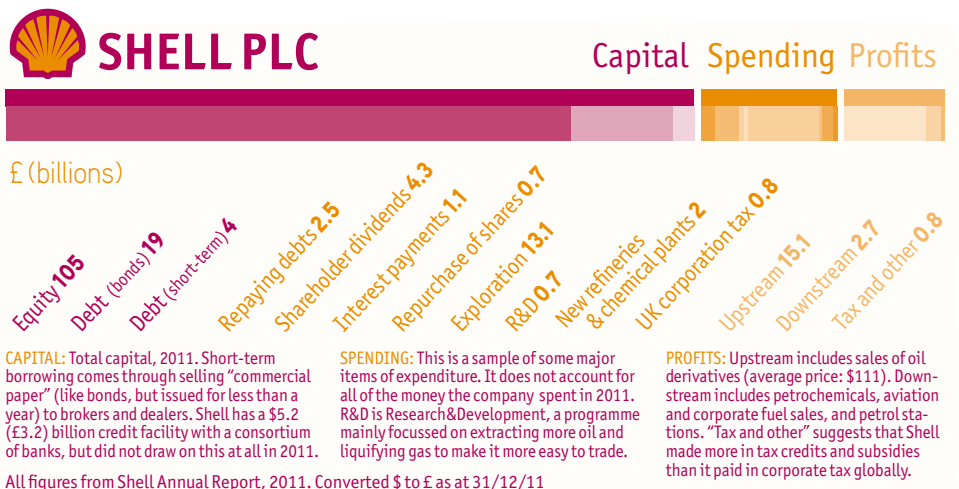 SHELL PLC
Capital Spending Profits
£ (billions)
Equity 105
Debt (bonds) 19
Debt (short-term) 4
Repaying debts 2.5
Shareholder dividends 4.3
Interest payments 1.1
Repurchase of shares 0.7
Exploration 13.1
R&D 0.7
New refineries
& chemical plants 2
UK corporation tax 0.8
Upstream 15.1
Downstream 2.7
Tax and other 0.8
CAPITAL: Total capital, 2011. Short-term
borrowing comes through selling “commercial
paper” (like bonds, but issued for less than a
year) to brokers and dealers. Shell has a $5.2
(£3.2) billion credit facility with a consortium
of banks, but did not draw on this at all in 2011.
SPENDING: This is a sample of some major
items of expenditure. It does not account for
all of the money the company spent in 2011.
R&D is Research&Development, a programme
mainly focussed on extracting more oil and
liquifying gas to make it more easy to trade.
PROFITS: Upstream includes sales of oil
derivatives (average price: $111). Down-
stream includes petrochemicals, aviation
and corporate fuel sales, and petrol sta-
tions. “Tax and other” suggests that Shell
made more in tax credits and subsidies
than it paid in corporate tax globally.
All figures from Shell Annual Report, 2011. Converted $ to £ as at 31/12/11